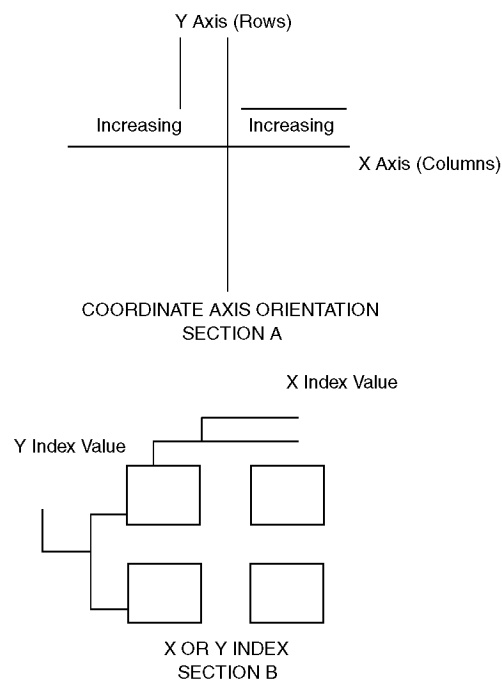 Y Axis (Rows)
Increasing
Increasing
X Axis (Columns)
COORDINATE AXIS ORIENTATION
SECTION A
X Index Value
Y Index Value
X OR Y INDEX
SECTION B